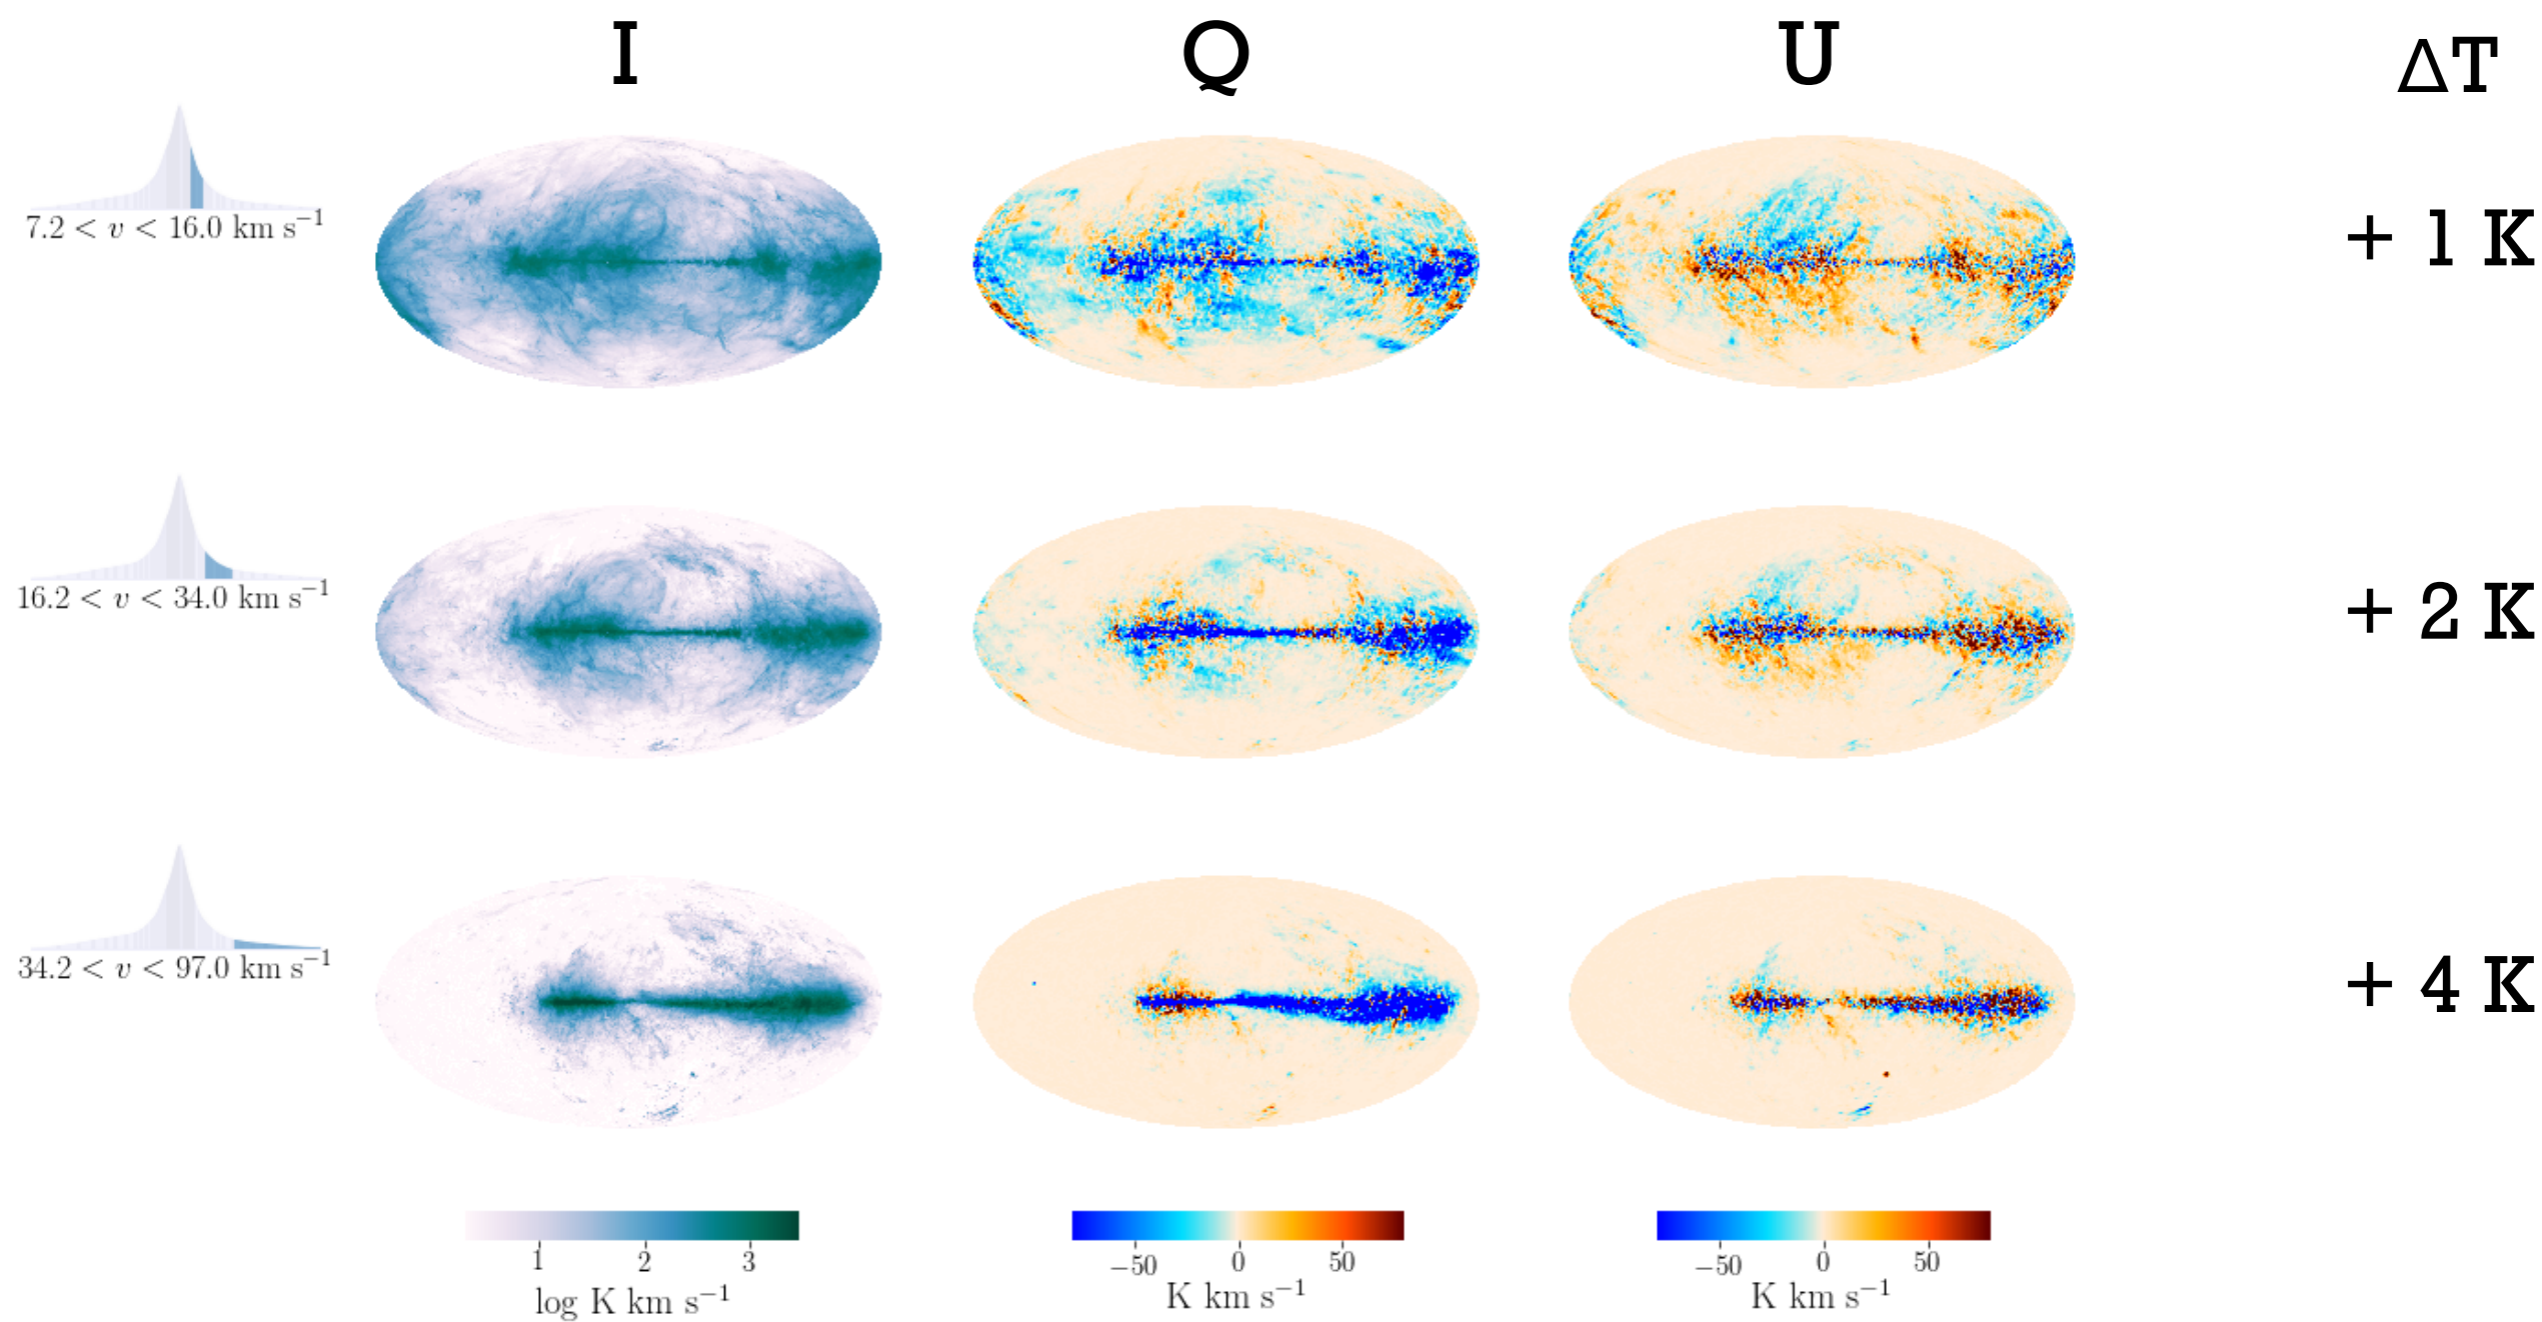 I Q U ΔT
7.2 < v < 16.0 km s⁻¹
+ 1 K
16.2 < v < 34.0 km s⁻¹
+ 2 K
34.2 < v < 97.0 km s⁻¹
+ 4 K
1 2 3
log K km s⁻¹
−50 0 50
K km s⁻¹
−50 0 50
K km s⁻¹